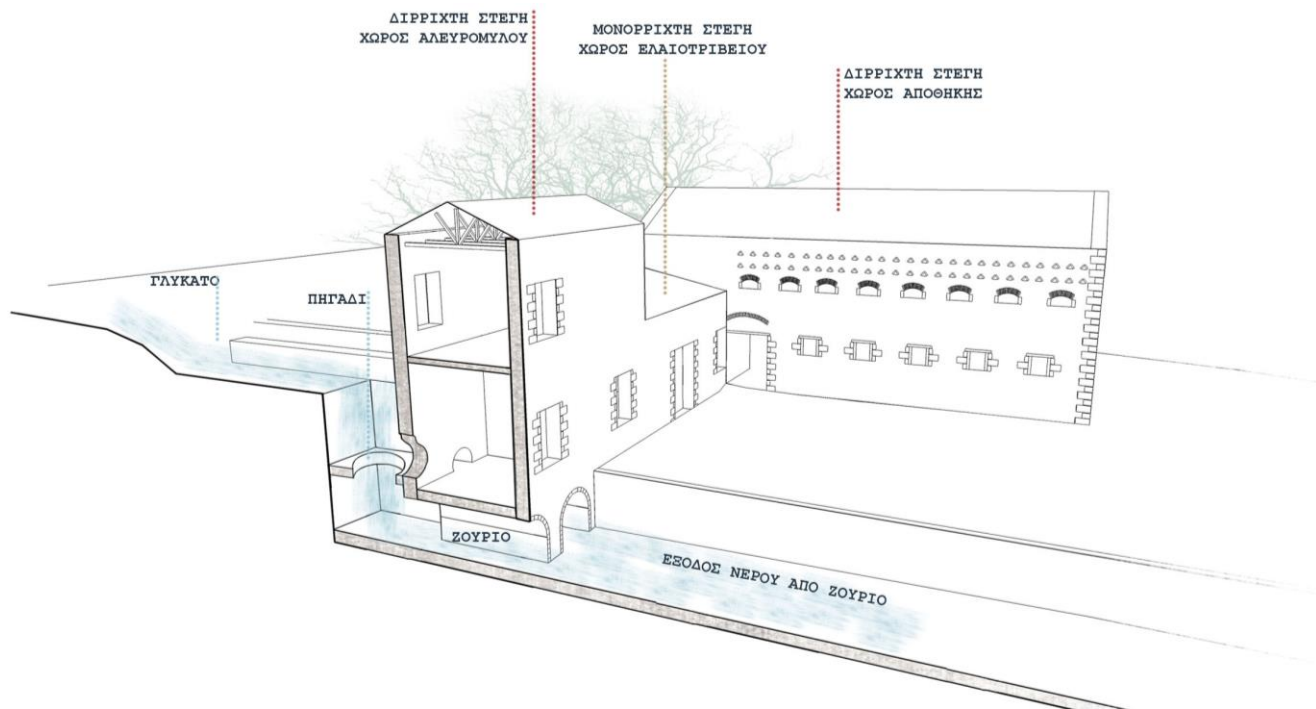 ΔΙΡΡΙΧΤΗ ΣΤΕΓΗ
ΧΩΡΟΣ ΑΛΕΥΡΟΜΥΛΟΥ
ΜΟΝΟΡΡΙΧΤΗ ΣΤΕΓΗ
ΧΩΡΟΣ ΕΛΑΙΟΤΡΙΒΕΙΟΥ
ΔΙΡΡΙΧΤΗ ΣΤΕΓΗ
ΧΩΡΟΣ ΑΠΟΘΗΚΗΣ
ΓΛΥΚΑΤΟ
ΠΗΓΑΔΙ
ΖΟΥΡΙΟ
ΕΞΟΔΟΣ ΝΕΡΟΥ ΑΠΟ ΖΟΥΡΙΟ